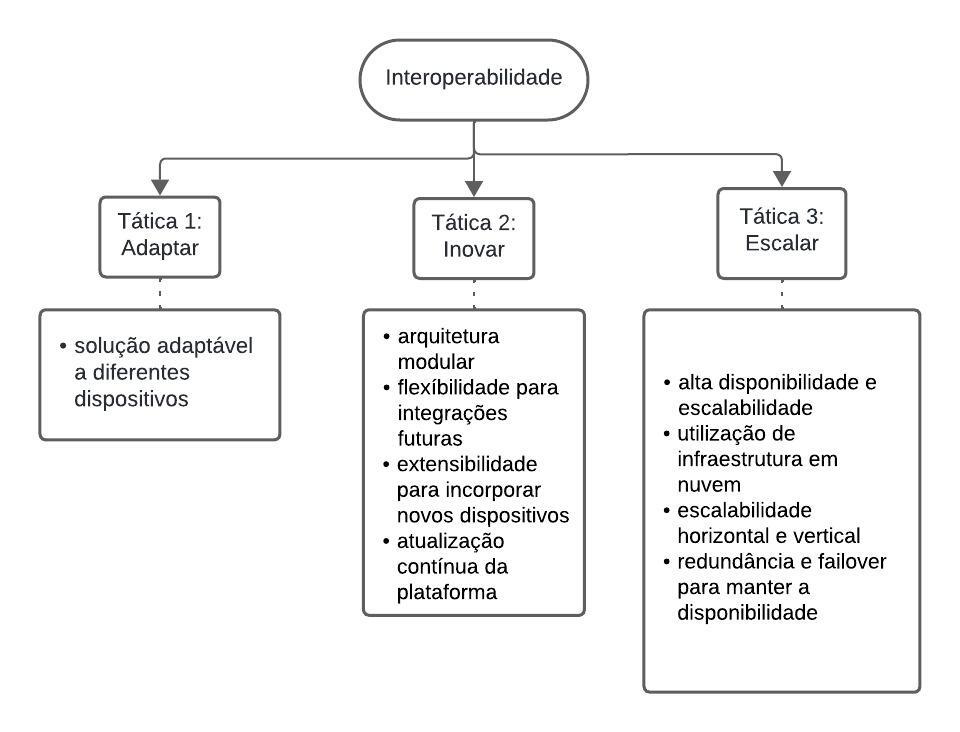 Interoperabilidade
Tática 1:
Adaptar
Tática 2:
Inovar
Tática 3:
Escalar
• solução adaptável
a diferentes
dispositivos
• arquitetura
modular
• flexíbilidade para
integrações
futuras
• extensibilidade
para incorporar
novos dispositivos
• atualização
contínua da
plataforma
• alta disponibilidade e
escalabilidade
• utilização de
infraestrutura em
nuvem
• escalabilidade
horizontal e vertical
• redundância e failover
para manter a
disponibilidade